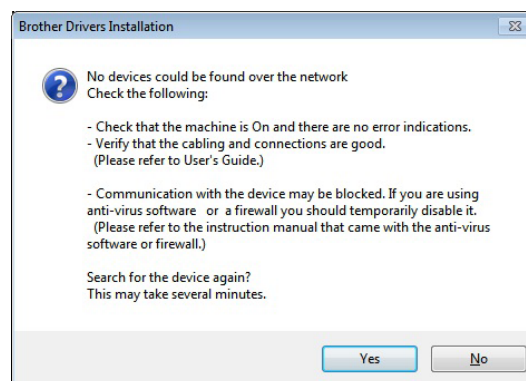 Brother Drivers Installation
No devices could be found over the network
Check the following:
- Check that the machine is On and there are no error indications.
- Verify that the cabling and connections are good.
(Please refer to User's Guide.)
- Communication with the device may be blocked. If you are using
anti-virus software or a firewall you should temporarily disable it.
(Please refer to the instruction manual that came with the anti-virus
software or firewall.)
Search for the device again?
This may take several minutes.
Yes
No